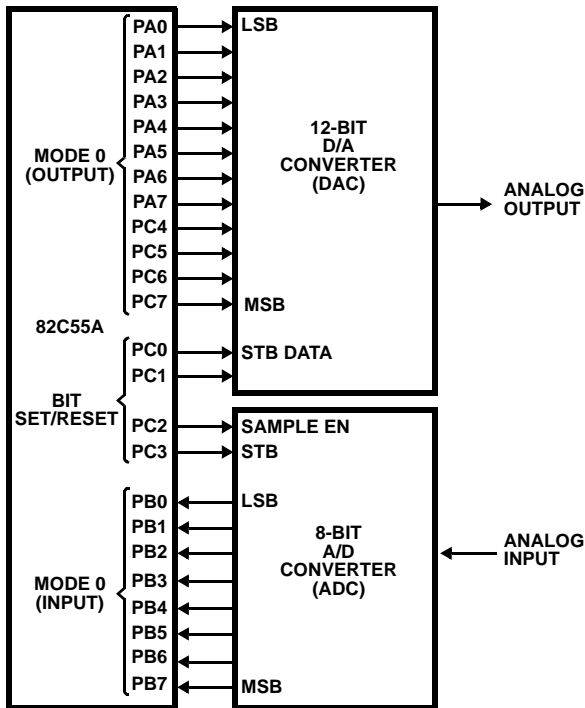 PA0
PA1
PA2
PA3
PA4
PA5
PA6
PA7
PC4
PC5
PC6
PC7
MODE 0
(OUTPUT)
82C55A
PC0
PC1
PC2
PC3
BIT
SET/RESET
PB0
PB1
PB2
PB3
PB4
PB5
PB6
PB7
MODE 0
(INPUT)
LSB
12-BIT
D/A
CONVERTER
(DAC)
MSB
STB DATA
ANALOG
OUTPUT
SAMPLE EN
STB
LSB
8-BIT
A/D
CONVERTER
(ADC)
MSB
ANALOG
INPUT